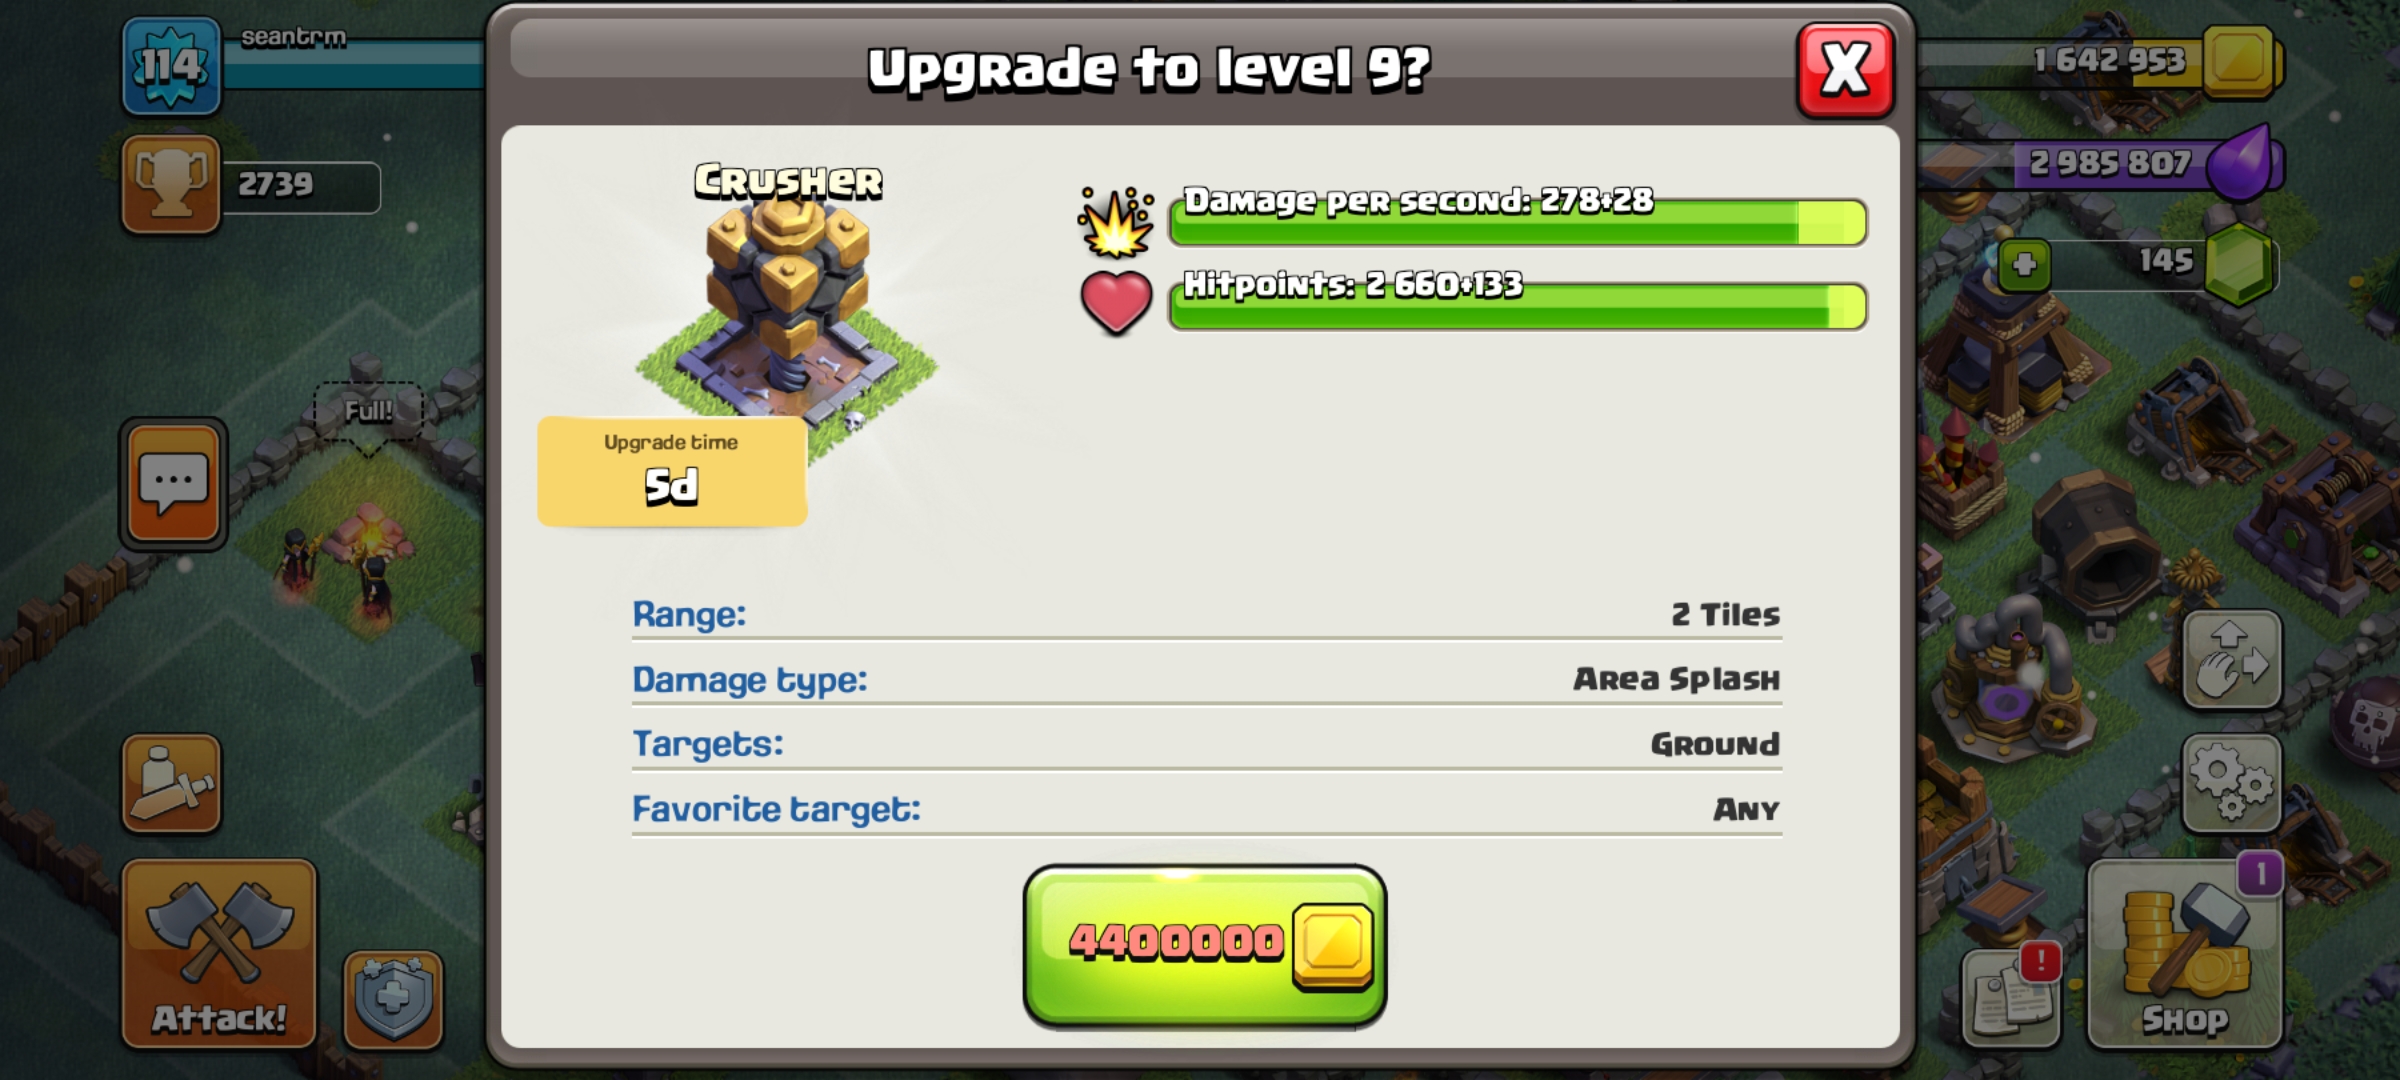 114
seantrm
2739
Full!
Attack!
Upgrade to level 9?
X
Crusher
Upgrade time
5d
Damage per second: 278+28
Hitpoints: 2 660+133
Range: 2 Tiles
Damage type: Area Splash
Targets: Ground
Favorite target: Any
4400000
1 642 953
2 985 807
145
1
!
Shop